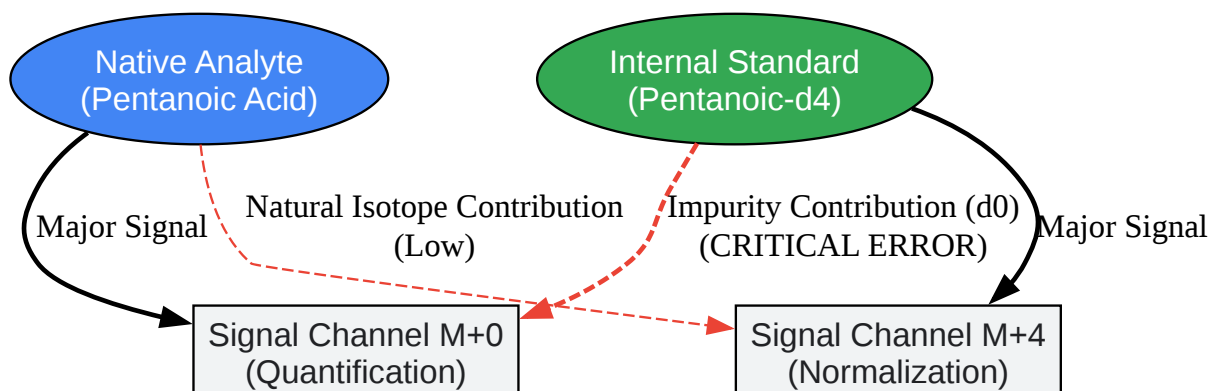 Native Analyte
(Pentanoic Acid)
Internal Standard
(Pentanoic-d4)
Major Signal
Natural Isotope Contribution
(Low)
Impurity Contribution (d0)
(CRITICAL ERROR)
Major Signal
Signal Channel M+0
(Quantification)
Signal Channel M+4
(Normalization)